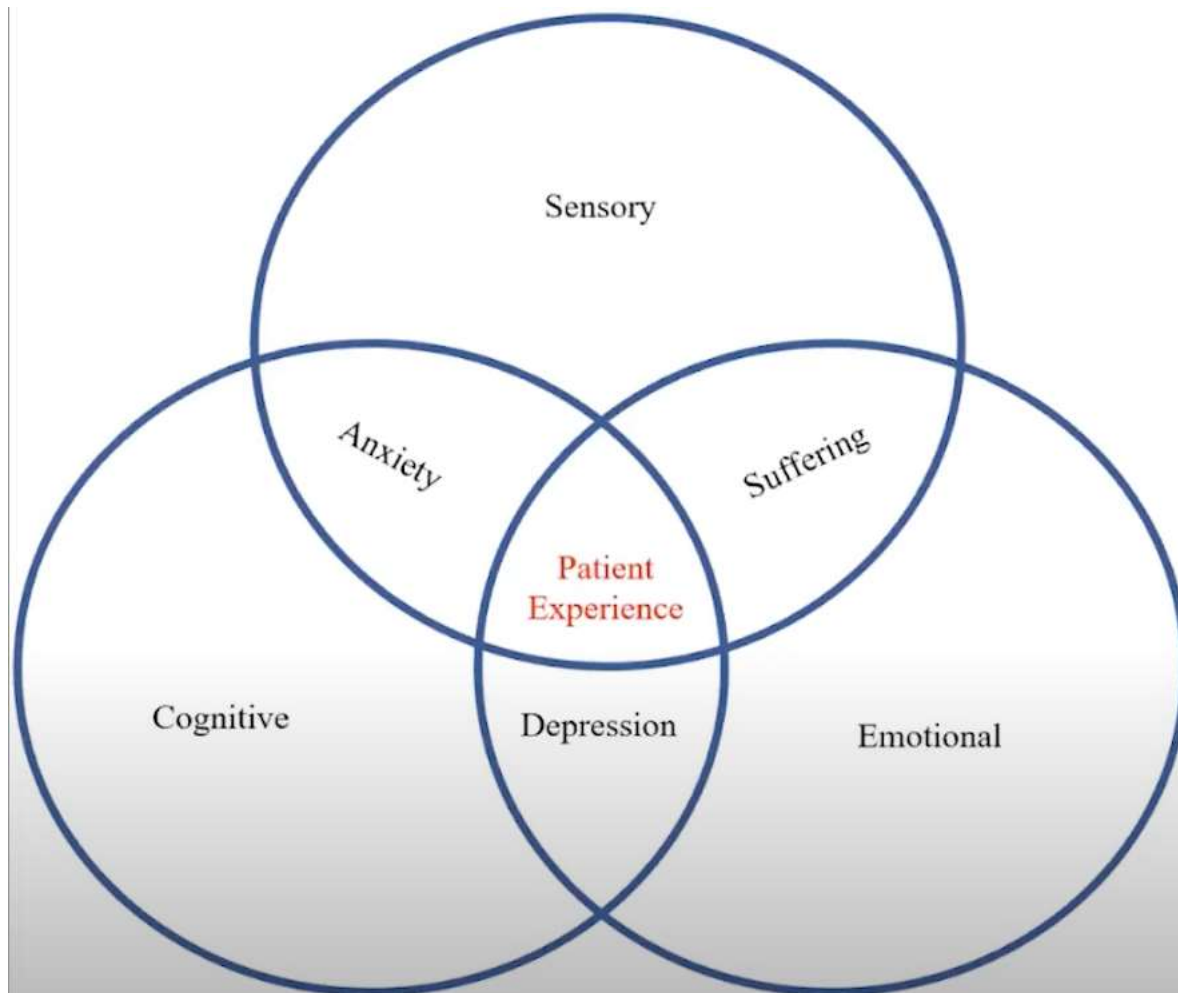 Sensory
Anxiety
Suffering
Patient
Experience
Cognitive
Depression
Emotional